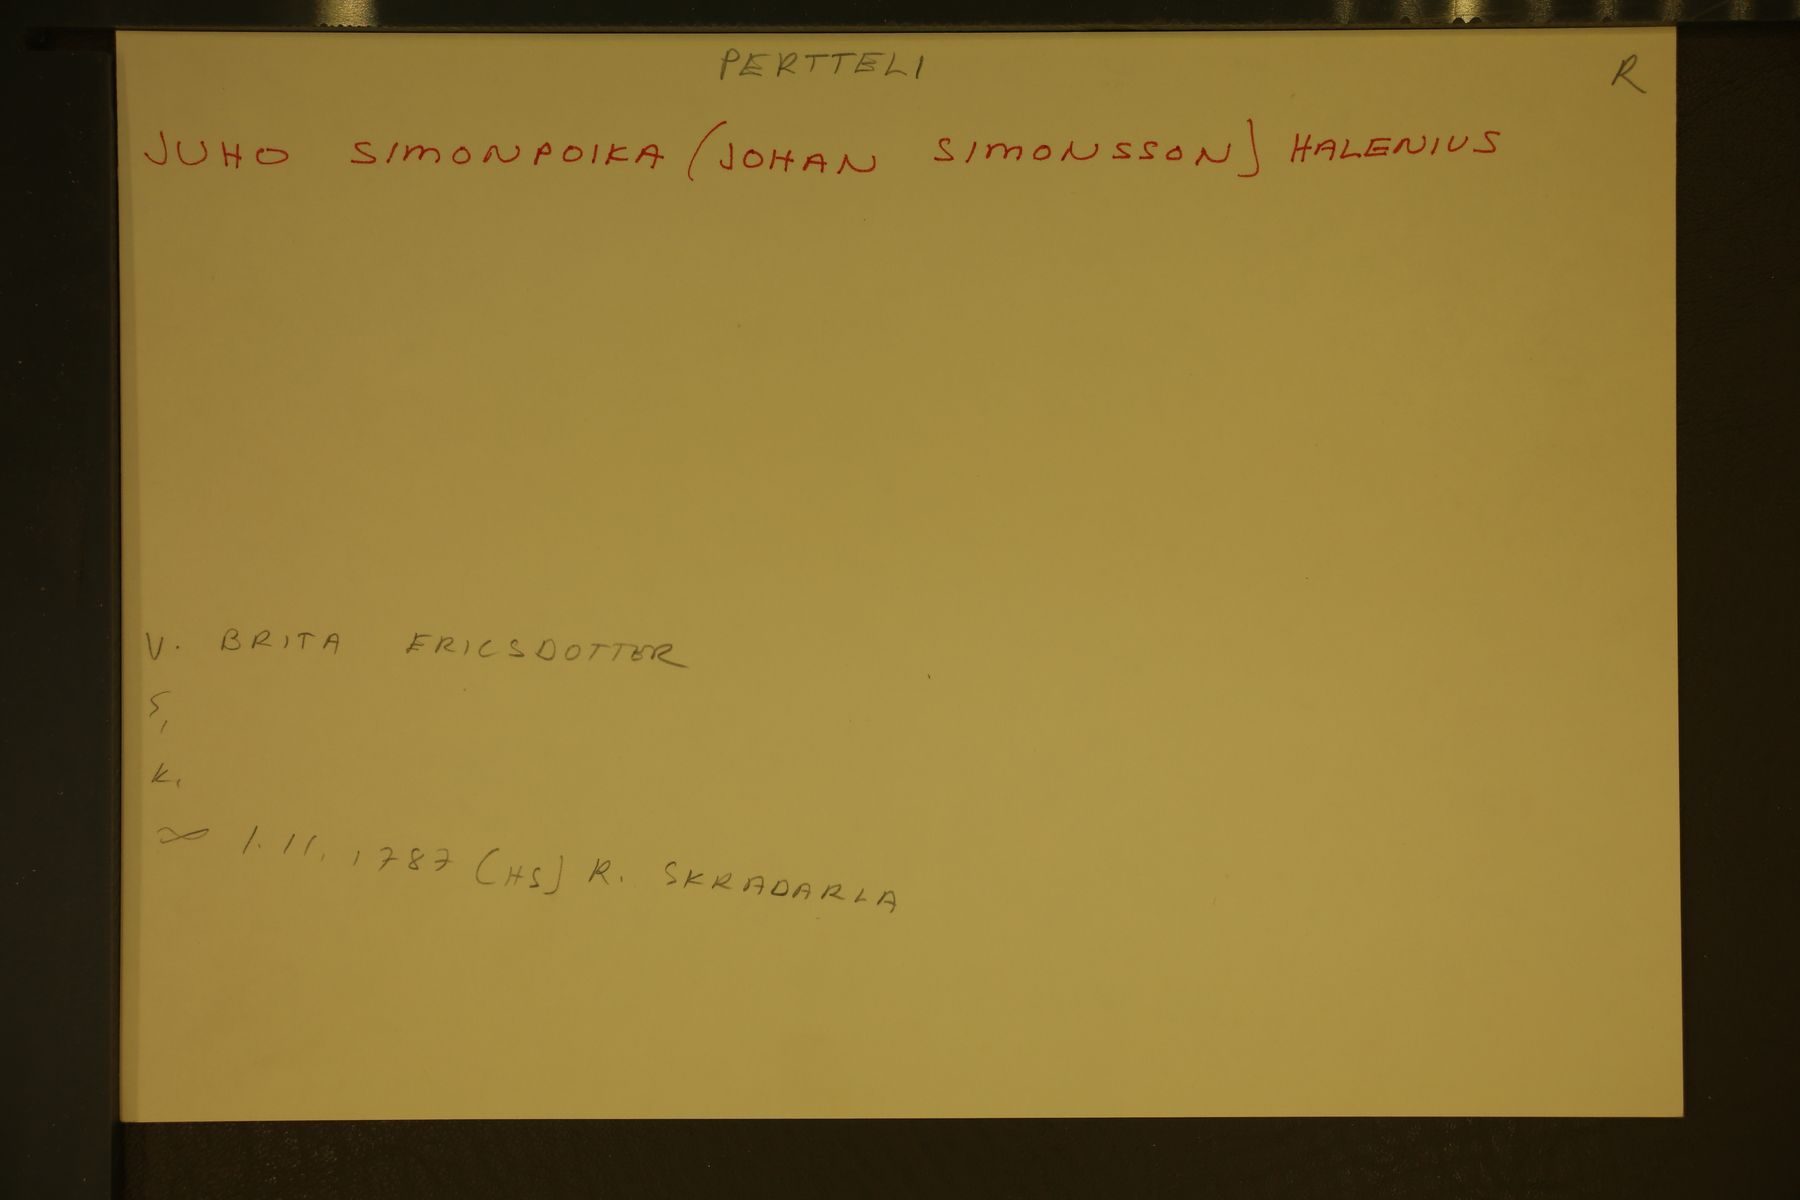 PERTTELI R
JUHO SIMONPOIKA (JOHAN SIMONSSON) HALENIUS
V. BRITA ERICSDOTTER
S.
K.
∞ 1.11.1787 (HS) R. SKRADARLA